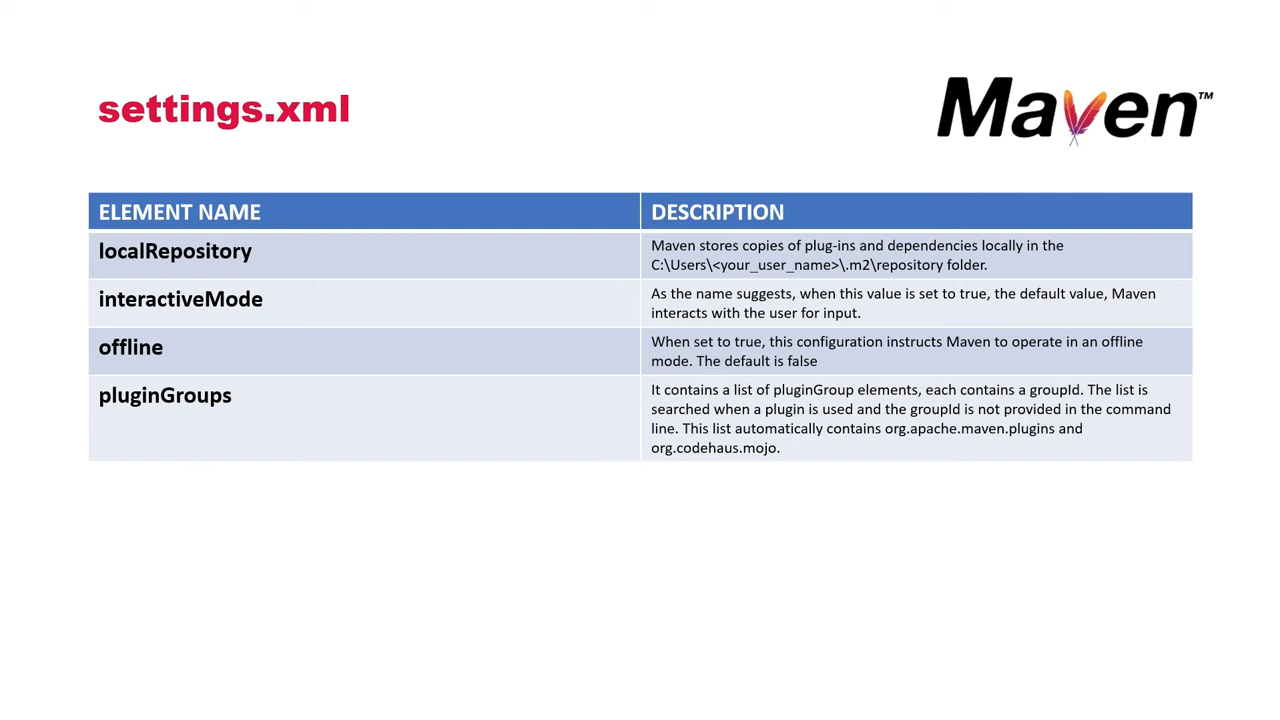 settings.xml
Maven™
ELEMENT NAME
DESCRIPTION
localRepository
Maven stores copies of plug-ins and dependencies locally in the
C:\Users\<your_user_name>\.m2\repository folder.
interactiveMode
As the name suggests, when this value is set to true, the default value, Maven
interacts with the user for input.
offline
When set to true, this configuration instructs Maven to operate in an offline
mode. The default is false
pluginGroups
It contains a list of pluginGroup elements, each contains a groupId. The list is
searched when a plugin is used and the groupId is not provided in the command
line. This list automatically contains org.apache.maven.plugins and
org.codehaus.mojo.